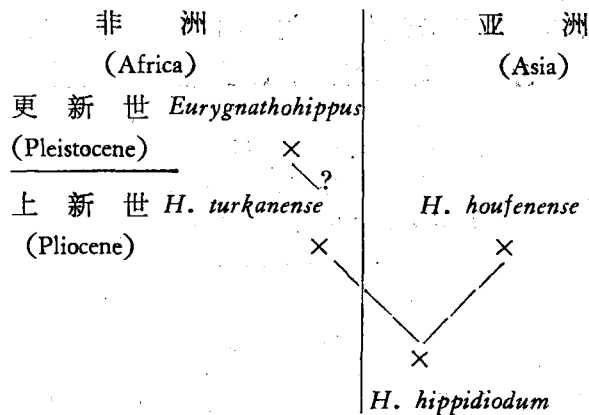 非 洲 亚 洲
(Africa) (Asia)
更 新 世 Eurygnathohippus
(Pleistocene) ×
?
上 新 世 H. turkanense H. houfenense
(Pliocene) × ×
×
H. hippidiodum